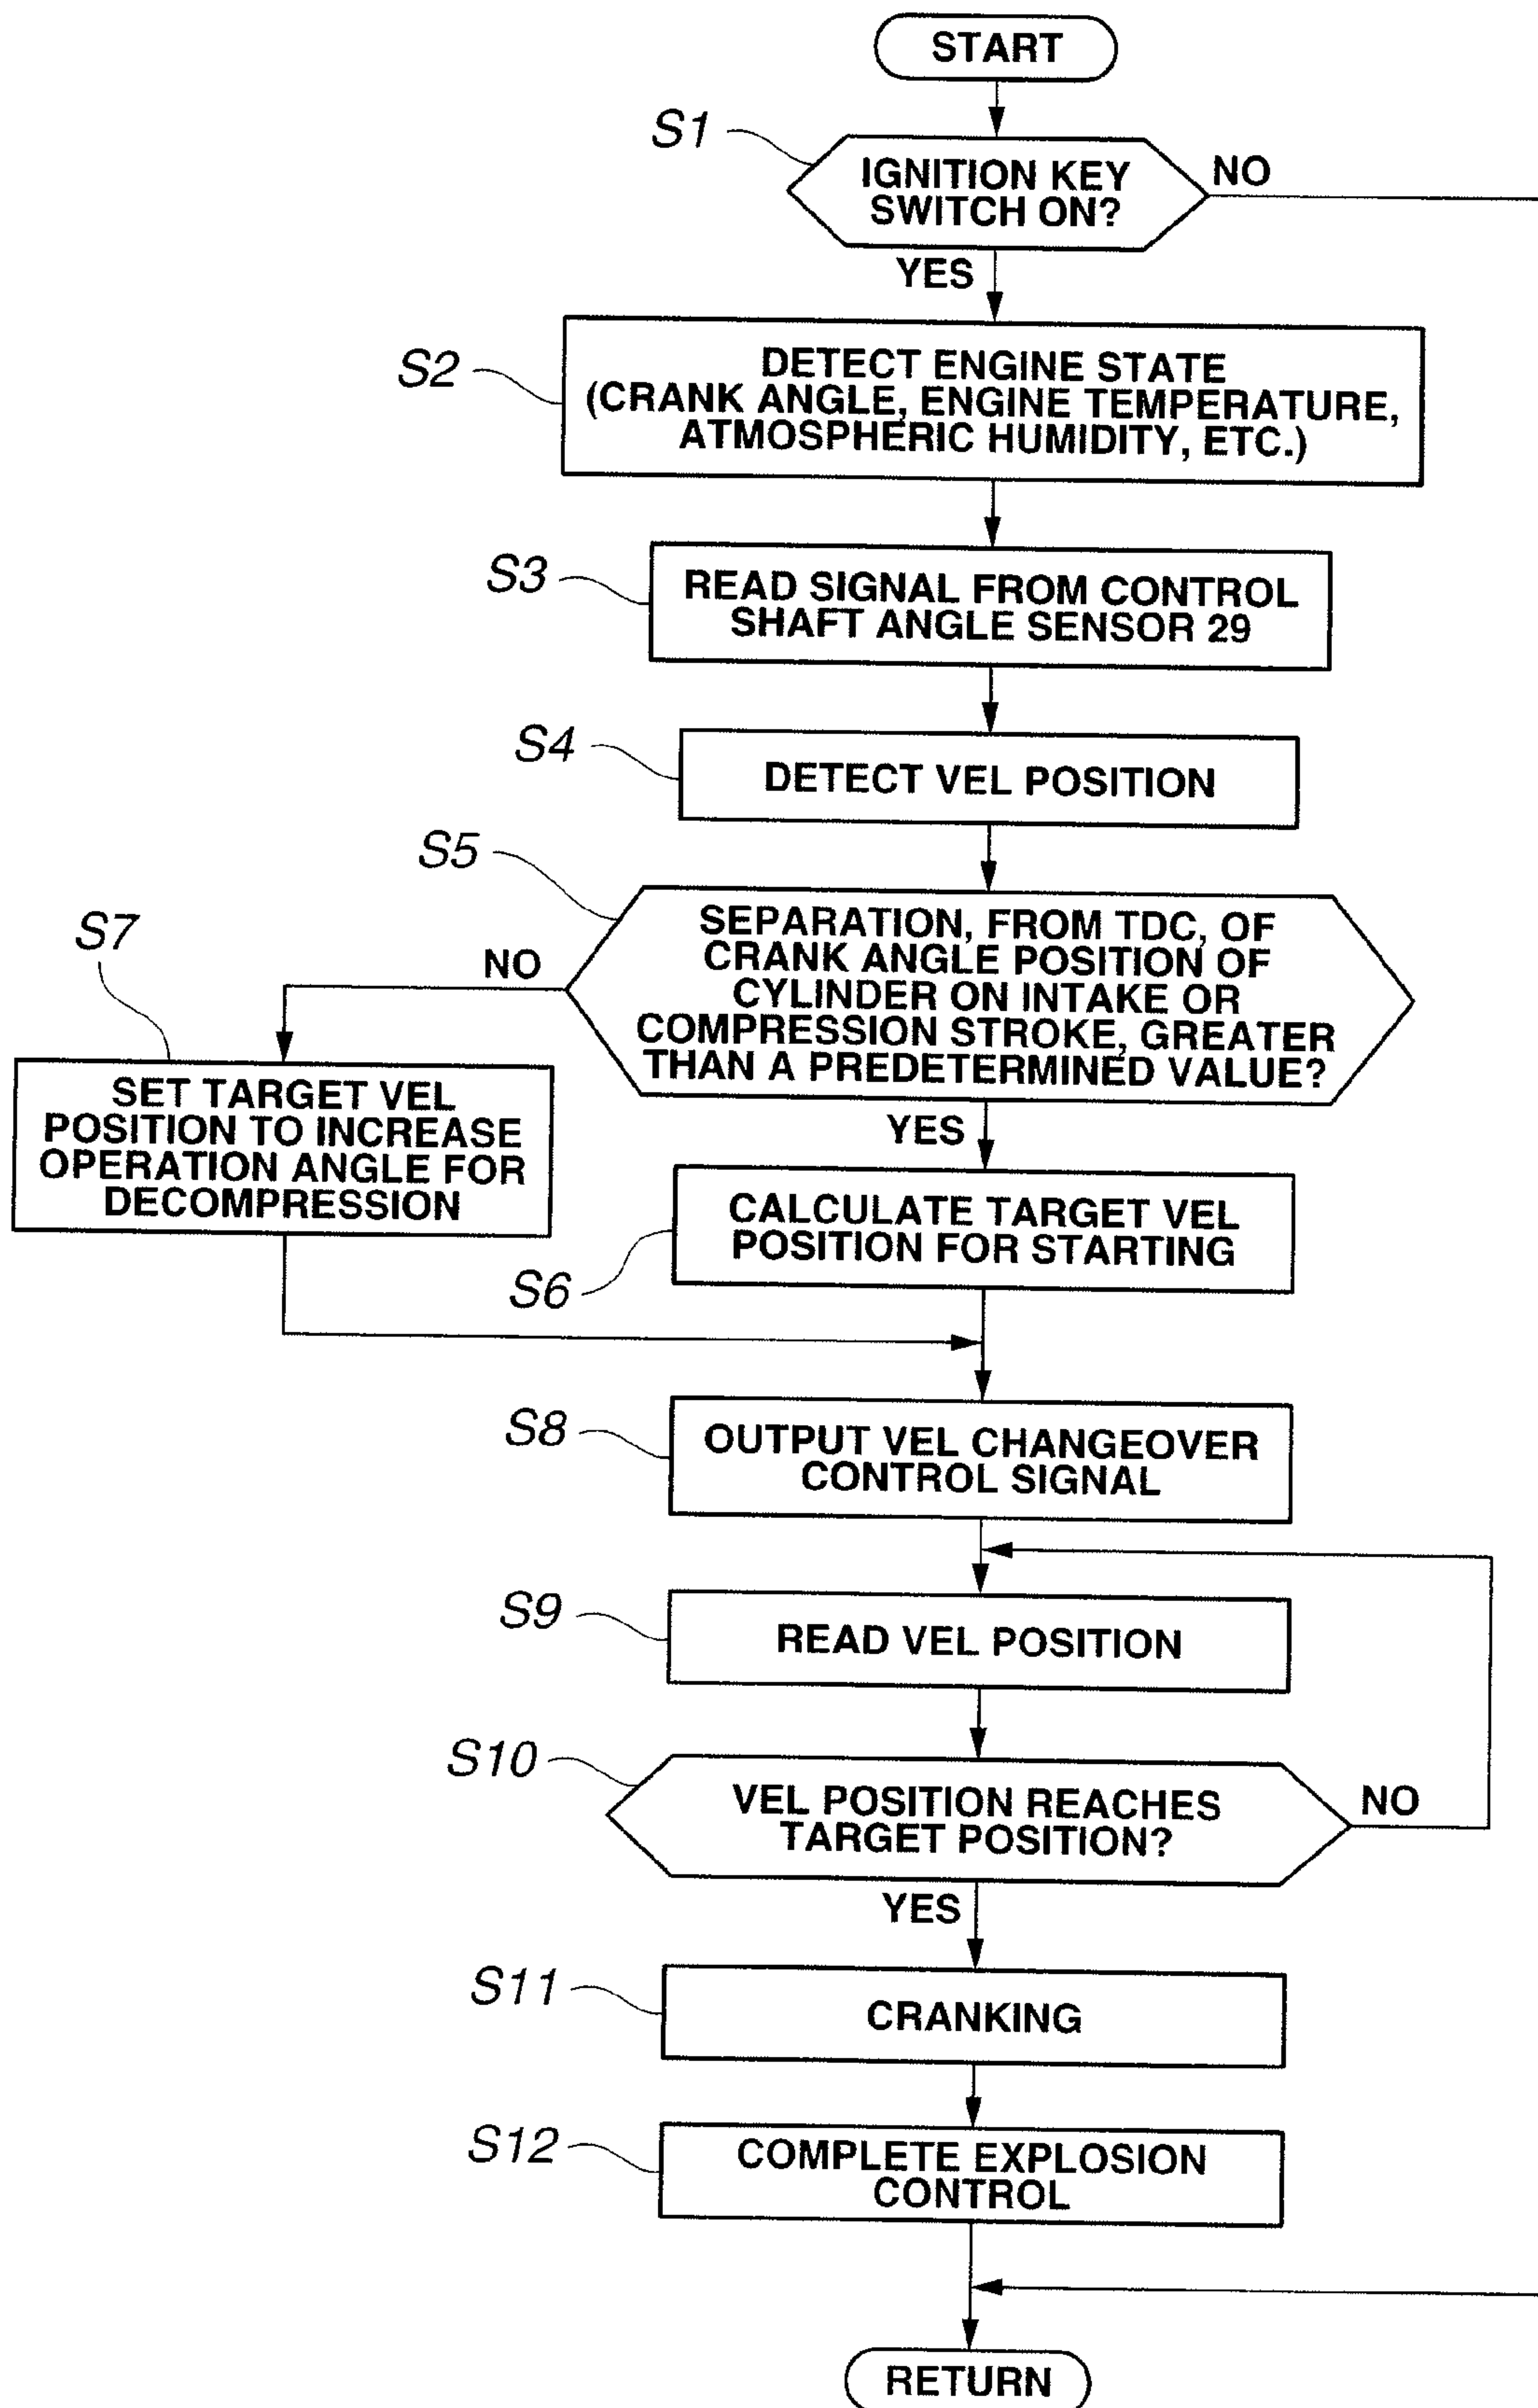 START
S1
IGNITION KEY
SWITCH ON?
NO
YES
S2
DETECT ENGINE STATE
(CRANK ANGLE, ENGINE TEMPERATURE,
ATMOSPHERIC HUMIDITY, ETC.)
S3
READ SIGNAL FROM CONTROL
SHAFT ANGLE SENSOR 29
S4
DETECT VEL POSITION
S5
SEPARATION, FROM TDC, OF
CRANK ANGLE POSITION OF
CYLINDER ON INTAKE OR
COMPRESSION STROKE, GREATER
THAN A PREDETERMINED VALUE?
NO
YES
S7
SET TARGET VEL
POSITION TO INCREASE
OPERATION ANGLE FOR
DECOMPRESSION
S6
CALCULATE TARGET VEL
POSITION FOR STARTING
S8
OUTPUT VEL CHANGEOVER
CONTROL SIGNAL
S9
READ VEL POSITION
S10
VEL POSITION REACHES
TARGET POSITION?
NO
YES
S11
CRANKING
S12
COMPLETE EXPLOSION
CONTROL
RETURN